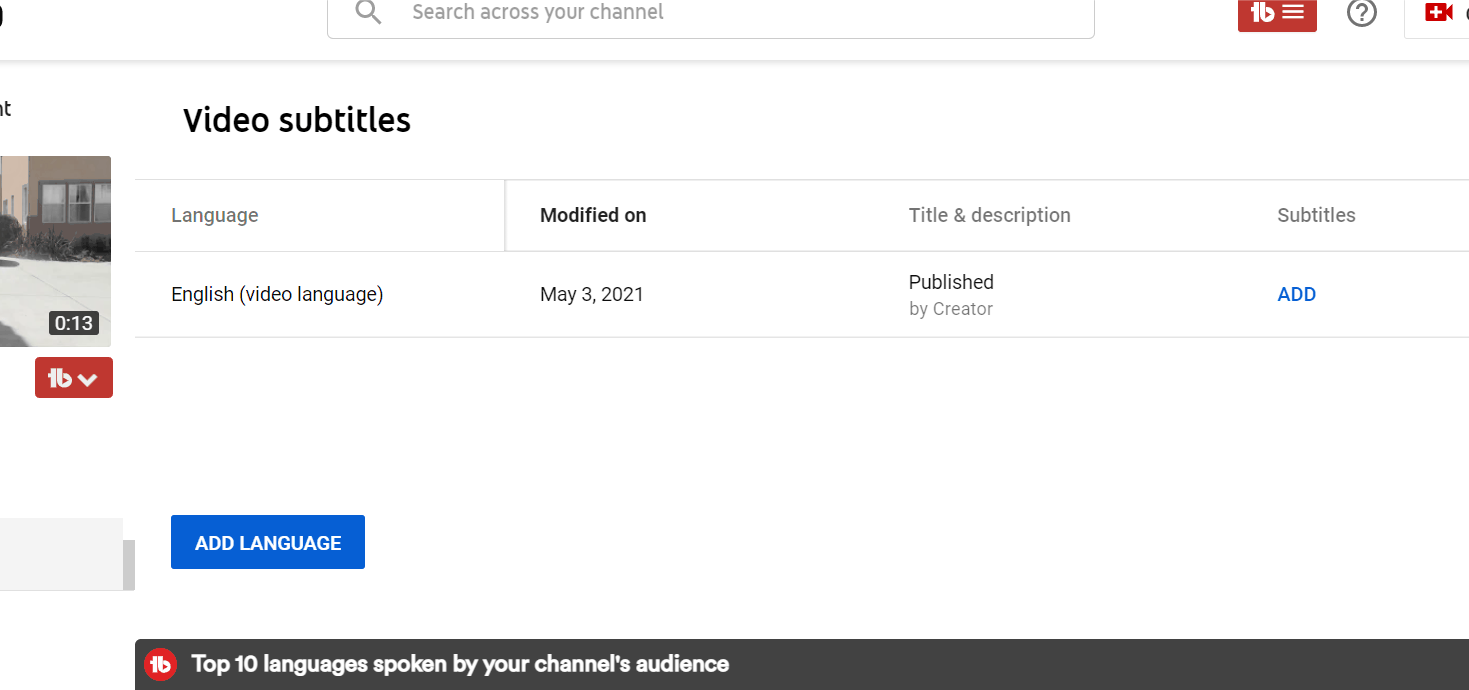 Search across your channel
Video subtitles
Language Modified on Title & description Subtitles
English (video language) May 3, 2021 Published by Creator ADD
0:13
ADD LANGUAGE
Top 10 languages spoken by your channel's audience